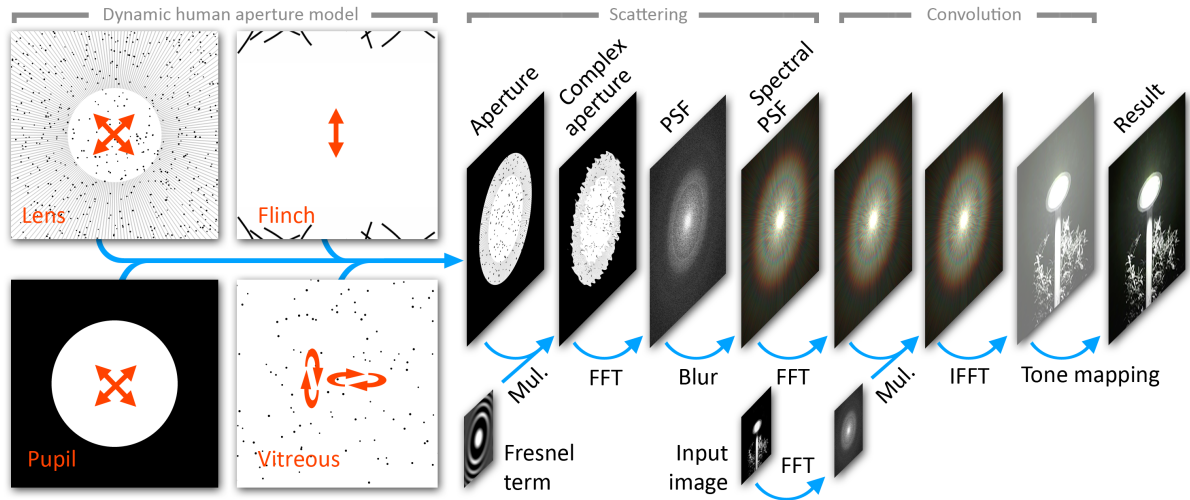 Dynamic human aperture model
Scattering
Convolution
Lens
Flinch
Pupil
Vitreous
Aperture
Complex
aperture
PSF
Spectral
PSF
Result
Mul.
FFT
Blur
FFT
Mul.
IFFT
Tone mapping
Fresnel
term
Input
image
FFT